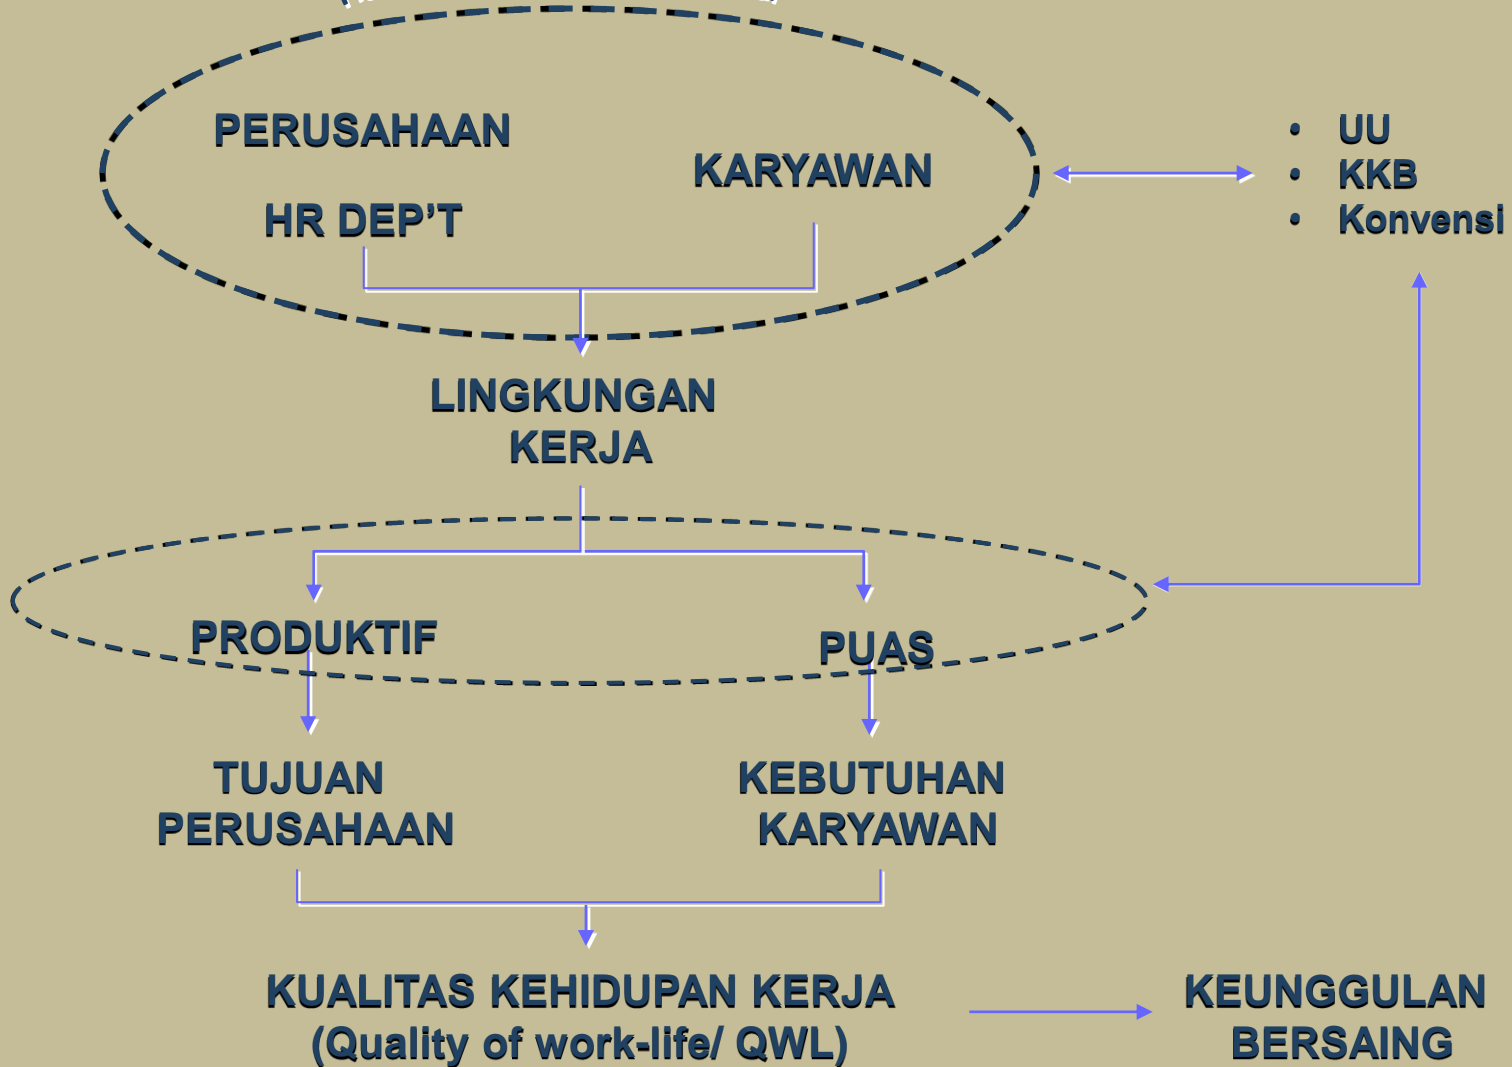 PERUSAHAAN
KARYAWAN
HR DEP’T
• UU
• KKB
• Konvensi
LINGKUNGAN
KERJA
PRODUKTIF
PUAS
TUJUAN
PERUSAHAAN
KEBUTUHAN
KARYAWAN
KUALITAS KEHIDUPAN KERJA
(Quality of work-life/ QWL)
KEUNGGULAN
BERSAING